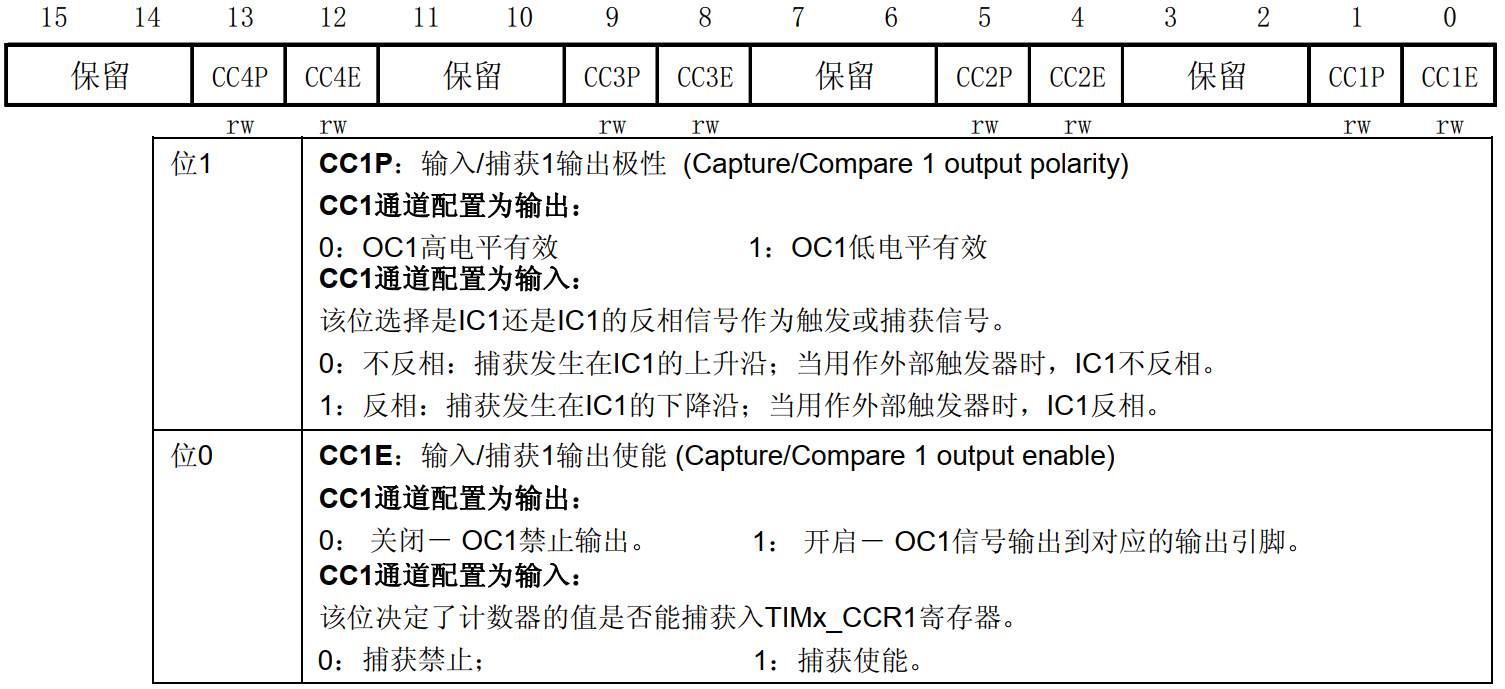 15 14 13 12 11 10 9 8 7 6 5 4 3 2 1 0
保留 CC4P CC4E 保留 CC3P CC3E 保留 CC2P CC2E 保留 CC1P CC1E
rw rw rw rw rw rw rw rw
位1 CC1P：输入/捕获1输出极性 (Capture/Compare 1 output polarity)
CC1通道配置为输出：
0：OC1高电平有效 1：OC1低电平有效
CC1通道配置为输入：
该位选择是IC1还是IC1的反相信号作为触发或捕获信号。
0：不反相：捕获发生在IC1的上升沿；当用作外部触发器时，IC1不反相。
1：反相：捕获发生在IC1的下降沿；当用作外部触发器时，IC1反相。
位0 CC1E：输入/捕获1输出使能 (Capture/Compare 1 output enable)
CC1通道配置为输出：
0： 关闭－ OC1禁止输出。 1： 开启－ OC1信号输出到对应的输出引脚。
CC1通道配置为输入：
该位决定了计数器的值是否能捕获入TIMx_CCR1寄存器。
0：捕获禁止； 1：捕获使能。